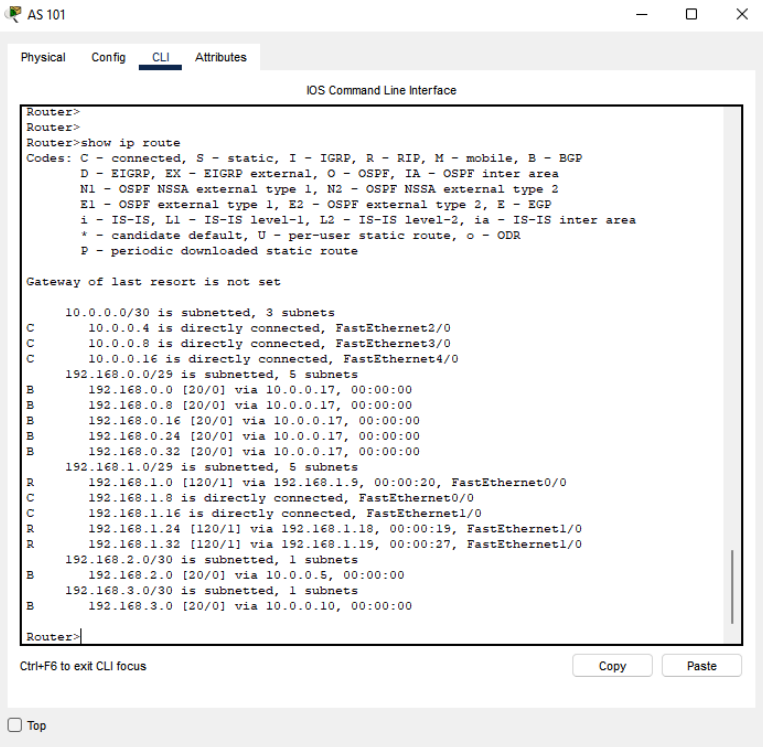 AS 101
Physical Config CLI Attributes
IOS Command Line Interface
Router>
Router>
Router>show ip route
Codes: C - connected, S - static, I - IGRP, R - RIP, M - mobile, B - BGP
D - EIGRP, EX - EIGRP external, O - OSPF, IA - OSPF inter area
N1 - OSPF NSSA external type 1, N2 - OSPF NSSA external type 2
E1 - OSPF external type 1, E2 - OSPF external type 2, E - EGP
i - IS-IS, L1 - IS-IS level-1, L2 - IS-IS level-2, ia - IS-IS inter area
* - candidate default, U - per-user static route, o - ODR
P - periodic downloaded static route
Gateway of last resort is not set
10.0.0.0/30 is subnetted, 3 subnets
C 10.0.0.4 is directly connected, FastEthernet2/0
C 10.0.0.8 is directly connected, FastEthernet3/0
C 10.0.0.16 is directly connected, FastEthernet4/0
192.168.0.0/29 is subnetted, 5 subnets
B 192.168.0.0 [20/0] via 10.0.0.17, 00:00:00
B 192.168.0.8 [20/0] via 10.0.0.17, 00:00:00
B 192.168.0.16 [20/0] via 10.0.0.17, 00:00:00
B 192.168.0.24 [20/0] via 10.0.0.17, 00:00:00
B 192.168.0.32 [20/0] via 10.0.0.17, 00:00:00
192.168.1.0/29 is subnetted, 5 subnets
R 192.168.1.0 [120/1] via 192.168.1.9, 00:00:20, FastEthernet0/0
C 192.168.1.8 is directly connected, FastEthernet0/0
C 192.168.1.16 is directly connected, FastEthernet1/0
R 192.168.1.24 [120/1] via 192.168.1.18, 00:00:19, FastEthernet1/0
R 192.168.1.32 [120/1] via 192.168.1.19, 00:00:27, FastEthernet1/0
192.168.2.0/30 is subnetted, 1 subnets
B 192.168.2.0 [20/0] via 10.0.0.5, 00:00:00
192.168.3.0/30 is subnetted, 1 subnets
B 192.168.3.0 [20/0] via 10.0.0.10, 00:00:00
Router>
Ctrl+F6 to exit CLI focus
Copy Paste
Top